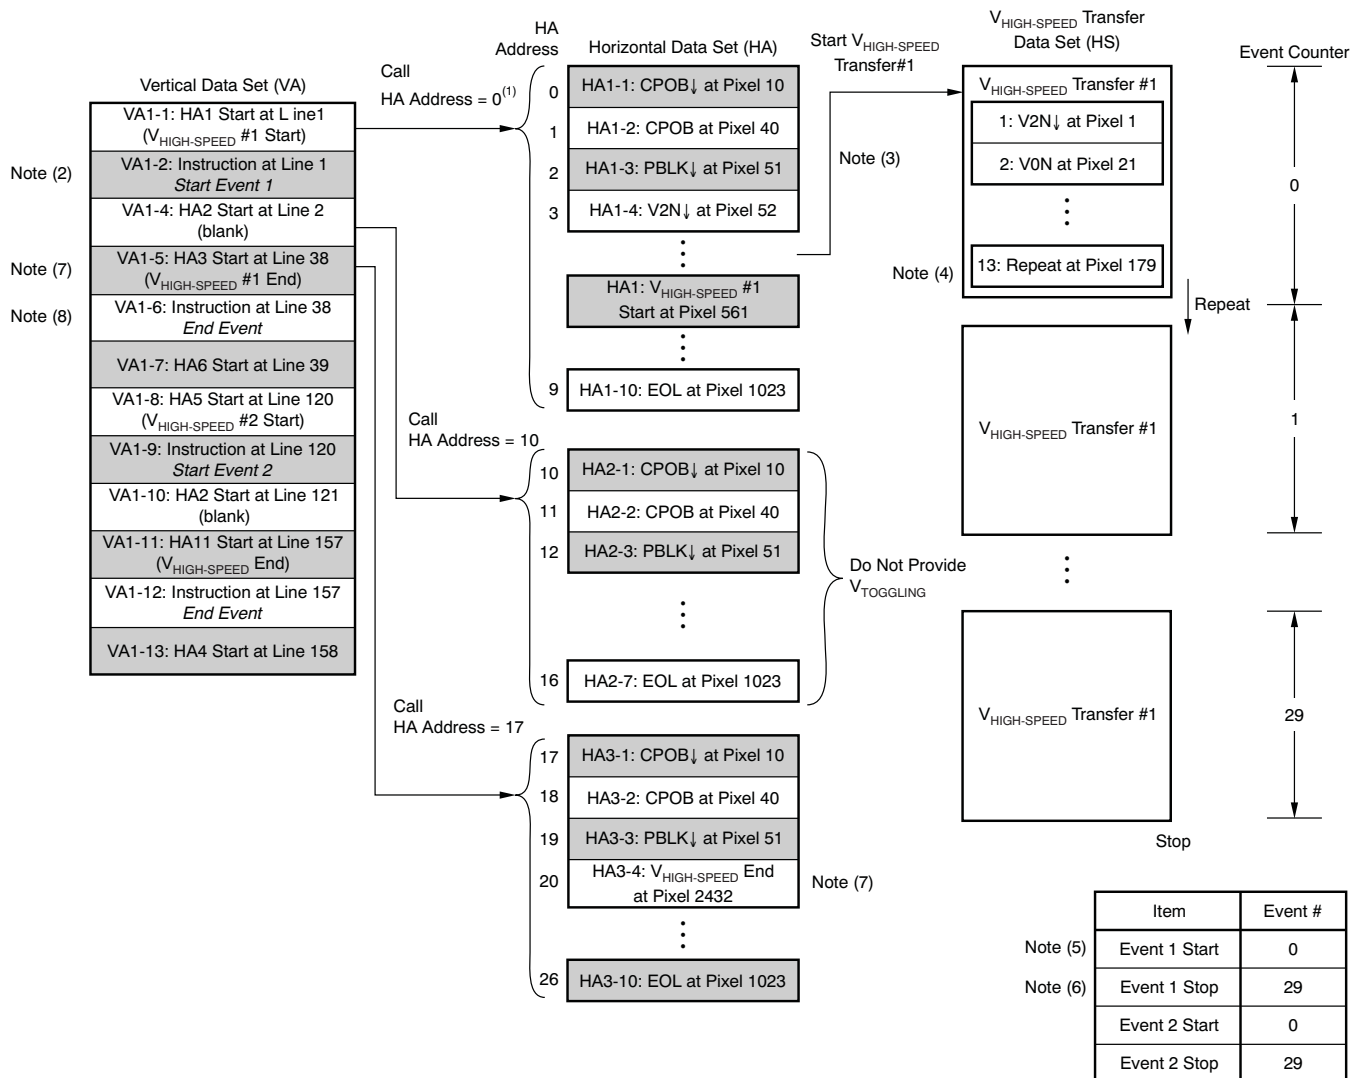 Vertical Data Set (VA)
VA1-1: HA1 Start at L ine1
(VHIGH-SPEED #1 Start)
Note (2)
VA1-2: Instruction at Line 1
Start Event 1
VA1-4: HA2 Start at Line 2
(blank)
Note (7)
VA1-5: HA3 Start at Line 38
(VHIGH-SPEED #1 End)
Note (8)
VA1-6: Instruction at Line 38
End Event
VA1-7: HA6 Start at Line 39
VA1-8: HA5 Start at Line 120
(VHIGH-SPEED #2 Start)
VA1-9: Instruction at Line 120
Start Event 2
VA1-10: HA2 Start at Line 121
(blank)
VA1-11: HA11 Start at Line 157
(VHIGH-SPEED End)
VA1-12: Instruction at Line 157
End Event
VA1-13: HA4 Start at Line 158
Call
HA Address = 0(1)
HA
Address
Horizontal Data Set (HA)
0
HA1-1: CPOB↓ at Pixel 10
1
HA1-2: CPOB at Pixel 40
2
HA1-3: PBLK↓ at Pixel 51
3
HA1-4: V2N↓ at Pixel 52
HA1: VHIGH-SPEED #1
Start at Pixel 561
9
HA1-10: EOL at Pixel 1023
Call
HA Address = 10
10
HA2-1: CPOB↓ at Pixel 10
11
HA2-2: CPOB at Pixel 40
12
HA2-3: PBLK↓ at Pixel 51
16
HA2-7: EOL at Pixel 1023
Do Not Provide
VTOGGLING
Call
HA Address = 17
17
HA3-1: CPOB↓ at Pixel 10
18
HA3-2: CPOB at Pixel 40
19
HA3-3: PBLK↓ at Pixel 51
20
HA3-4: VHIGH-SPEED End
at Pixel 2432
Note (7)
26
HA3-10: EOL at Pixel 1023
Start VHIGH-SPEED
Transfer#1
Note (3)
VHIGH-SPEED Transfer
Data Set (HS)
VHIGH-SPEED Transfer #1
1: V2N↓ at Pixel 1
2: V0N at Pixel 21
Note (4)
13: Repeat at Pixel 179
Repeat
VHIGH-SPEED Transfer #1
VHIGH-SPEED Transfer #1
Stop
Event Counter
0
1
29
Item Event #
Note (5)
Event 1 Start 0
Note (6)
Event 1 Stop 29
Event 2 Start 0
Event 2 Stop 29